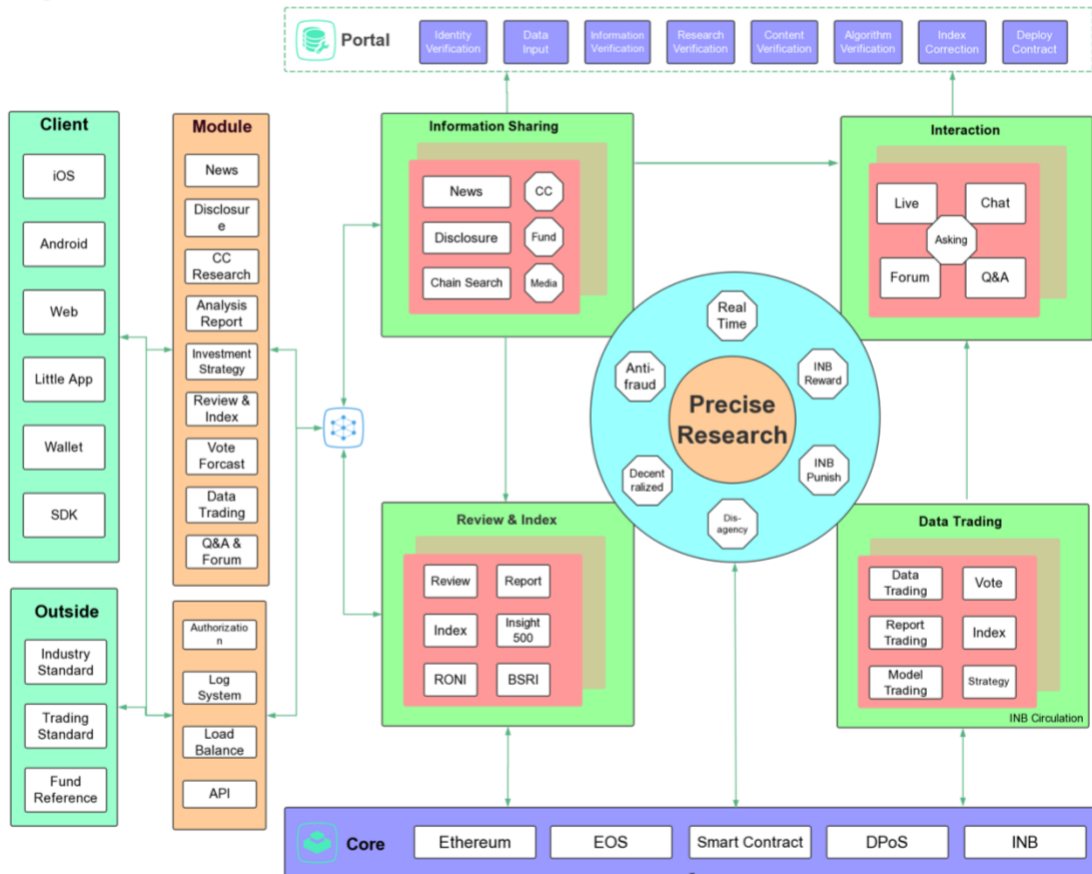 Portal
Identity
Verification
Data
Input
Information
Verification
Research
Verification
Content
Verification
Algorithm
Verification
Index
Correction
Deploy
Contract
Client
iOS
Android
Web
Little App
Wallet
SDK
Outside
Industry
Standard
Trading
Standard
Fund
Reference
Module
News
Disclosur
e
CC
Research
Analysis
Report
Investment
Strategy
Review &
Index
Vote
Forcast
Data
Trading
Q&A &
Forum
Authorizatio
n
Log
System
Load
Balance
API
Information Sharing
News
CC
Disclosure
Fund
Chain Search
Media
Interaction
Live
Chat
Asking
Forum
Q&A
Real
Time
Anti-
fraud
INB
Reward
Precise
Research
Decent
ralized
INB
Punish
Dis-
agency
Review & Index
Review
Report
Index
Insight
500
RONI
BSRI
Data Trading
Data
Trading
Vote
Report
Trading
Index
Model
Trading
Strategy
INB Circulation
Core
Ethereum
EOS
Smart Contract
DPoS
INB